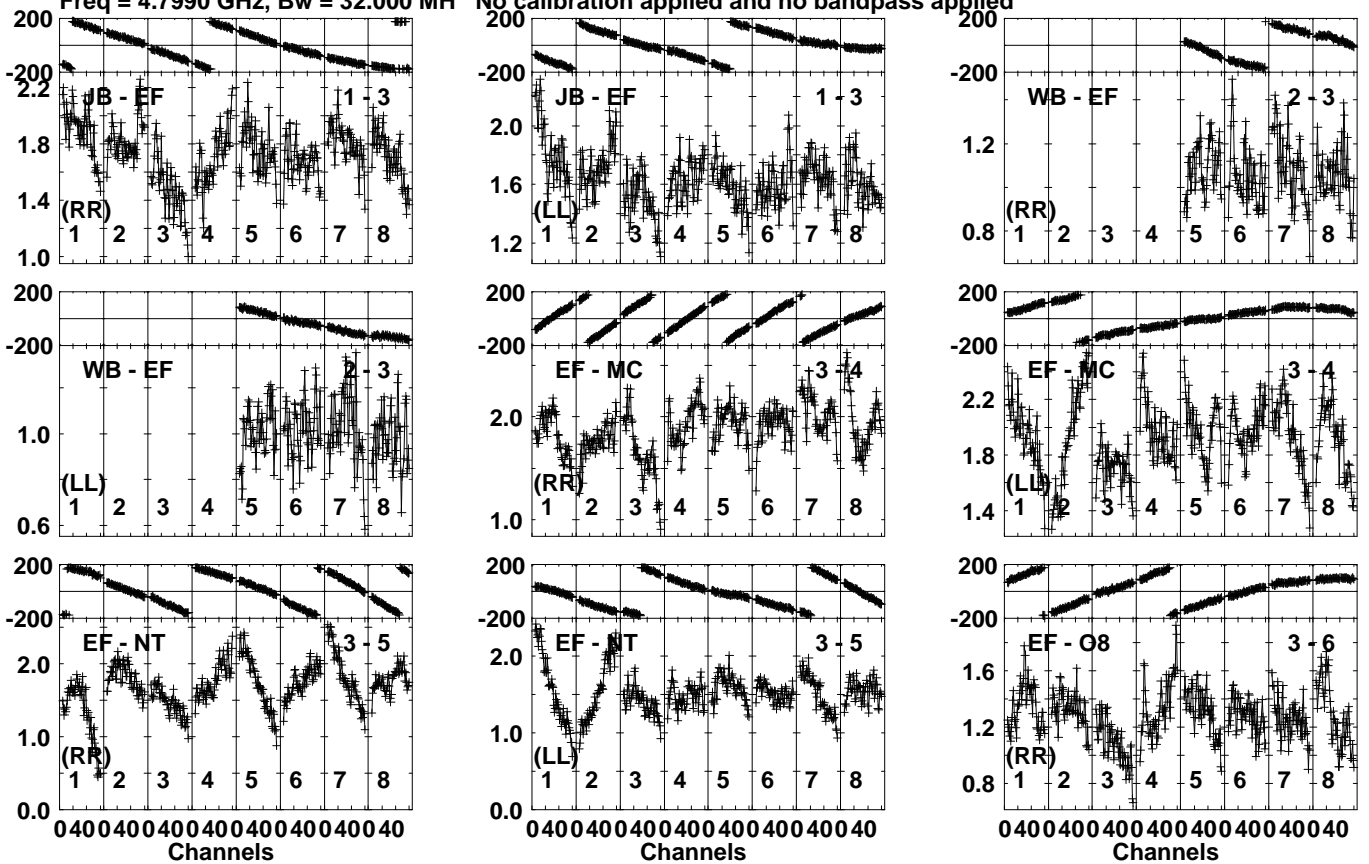 Freq = 4.7990 GHz, Bw = 32.000 MH No calibration applied and no bandpass applied
200 200 200
-200 -200 -200
2.2 JB - EF 1 - 3 JB - EF 1 - 3 WB - EF 2 - 3
2.0
1.8 1.2
1.6
1.4
(RR) (LL) (RR)
1 2 3 4 5 6 7 8 1 2 3 4 5 6 7 8 0.8 1 2 3 4 5 6 7 8
1.0 1.2
200 200 200
-200 -200 -200
WB - EF 2 - 3 EF - MC 3 - 4 EF - MC 3 - 4
2.0 2.2
1.0
1.8
(LL) (RR) (LL)
1 2 3 4 5 6 7 8 1 2 3 4 5 6 7 8 1.4 1 2 3 4 5 6 7 8
0.6 1.0
200 200 200
-200 -200 -200
EF - NT 3 - 5 EF - NT 3 - 5 EF - O8 3 - 6
2.0 2.0 1.6
1.2
1.0 1.0
(RR) (LL) (RR)
1 2 3 4 5 6 7 8 1 2 3 4 5 6 7 8 0.8 1 2 3 4 5 6 7 8
0.0 0.0
0 40 0 40 0 40 0 40 0 40 0 40 0 40 0 40 0 40 0 40 0 40 0 40 0 40 0 40 0 40 0 40 0 40 0 40 0 40 0 40 0 40 0 40 0 40 0 40
Channels Channels Channels